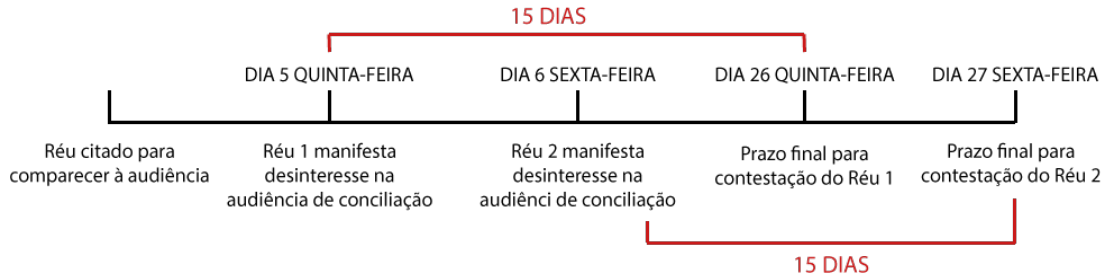 15 DIAS
DIA 5 QUINTA-FEIRA
DIA 6 SEXTA-FEIRA
DIA 26 QUINTA-FEIRA
DIA 27 SEXTA-FEIRA
Réu citado para
comparecer à audiência
Réu 1 manifesta
desinteresse na
audiência de conciliação
Réu 2 manifesta
desinteresse na
audiênci de conciliação
Prazo final para
contestação do Réu 1
Prazo final para
contestação do Réu 2
15 DIAS